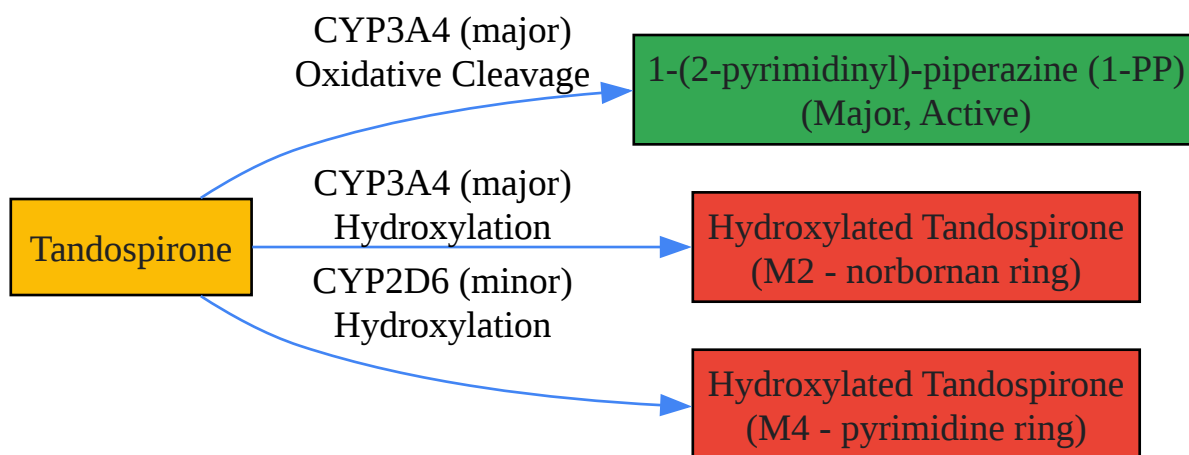 CYP3A4 (major)
Oxidative Cleavage
1-(2-pyrimidinyl)-piperazine (1-PP)
(Major, Active)
Tandospirone
CYP3A4 (major)
Hydroxylation
Hydroxylated Tandospirone
(M2 - norbornan ring)
CYP2D6 (minor)
Hydroxylation
Hydroxylated Tandospirone
(M4 - pyrimidine ring)